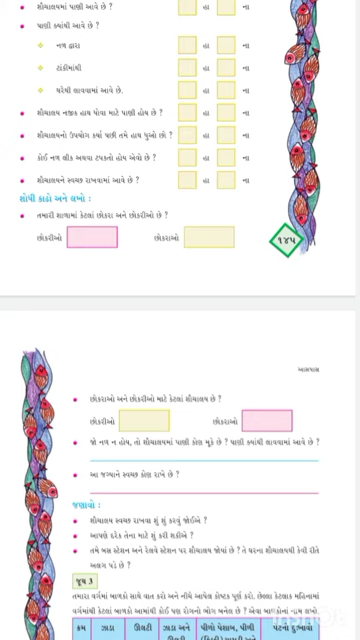 શૌચાલયમાં પાણી આવે છે ? હા ના
પાણી ક્યાંથી આવે છે ?
નળ દ્વારા હા ના
ટાંકીમાંથી હા ના
ઘરેથી લાવવામાં આવે છે. હા ના
શૌચાલય નજીક હાથ ધોવા માટે પાણી હોય છે ? હા ના
શૌચાલયનો ઉપયોગ કર્યા પછી તમે હાથ ધુઓ છો ? હા ના
કોઈ નળ લીક અથવા ટપકતો હોય એવો છે ? હા ના
શૌચાલયને સ્વચ્છ રાખવામાં આવે છે ? હા ના
શોધી કાઢો અને લખો :
તમારી શાળામાં કેટલાં છોકરા અને છોકરીઓ છે ?
છોકરીઓ છોકરાઓ
૧૪૫
આસપાસ
છોકરાઓ અને છોકરીઓ માટે કેટલાં શૌચાલય છે ?
છોકરીઓ છોકરાઓ
જો નળ ન હોય, તો શૌચાલયમાં પાણી કોણ મૂકે છે ? પાણી ક્યાંથી લાવવામાં આવે છે ?
આ જગ્યાને સ્વચ્છ કોણ રાખે છે ?
જણાવો :
શૌચાલય સ્વચ્છ રાખવા શું શું કરવું જોઈએ ?
આપણે દરેક તેના માટે શું કરી શકીએ ?
તમે બસ સ્ટેશન અને રેલવે સ્ટેશન પર શૌચાલય જોયાં છે ? તે ઘરના શૌચાલયથી કેવી રીતે
અલગ પડે છે ?
જૂથ 3
તમારા વર્ગમાં બાળકો સાથે વાત કરો અને નીચે આપેલ કોષ્ટક પૂર્ણ કરો. છેલ્લા કેટલાક મહિનામાં
વર્ગમાંથી કેટલાં બાળકો આમાંથી કોઈ પણ રોગનો ભોગ બનેલ છે ? એવા બાળકોનાં નામ લખો.
ક્રમ ઝાડા ઊલટી ઝાડા અને પીળો પેશાબ, પીળી પેટનો દુઃખાવો
ઊલટી